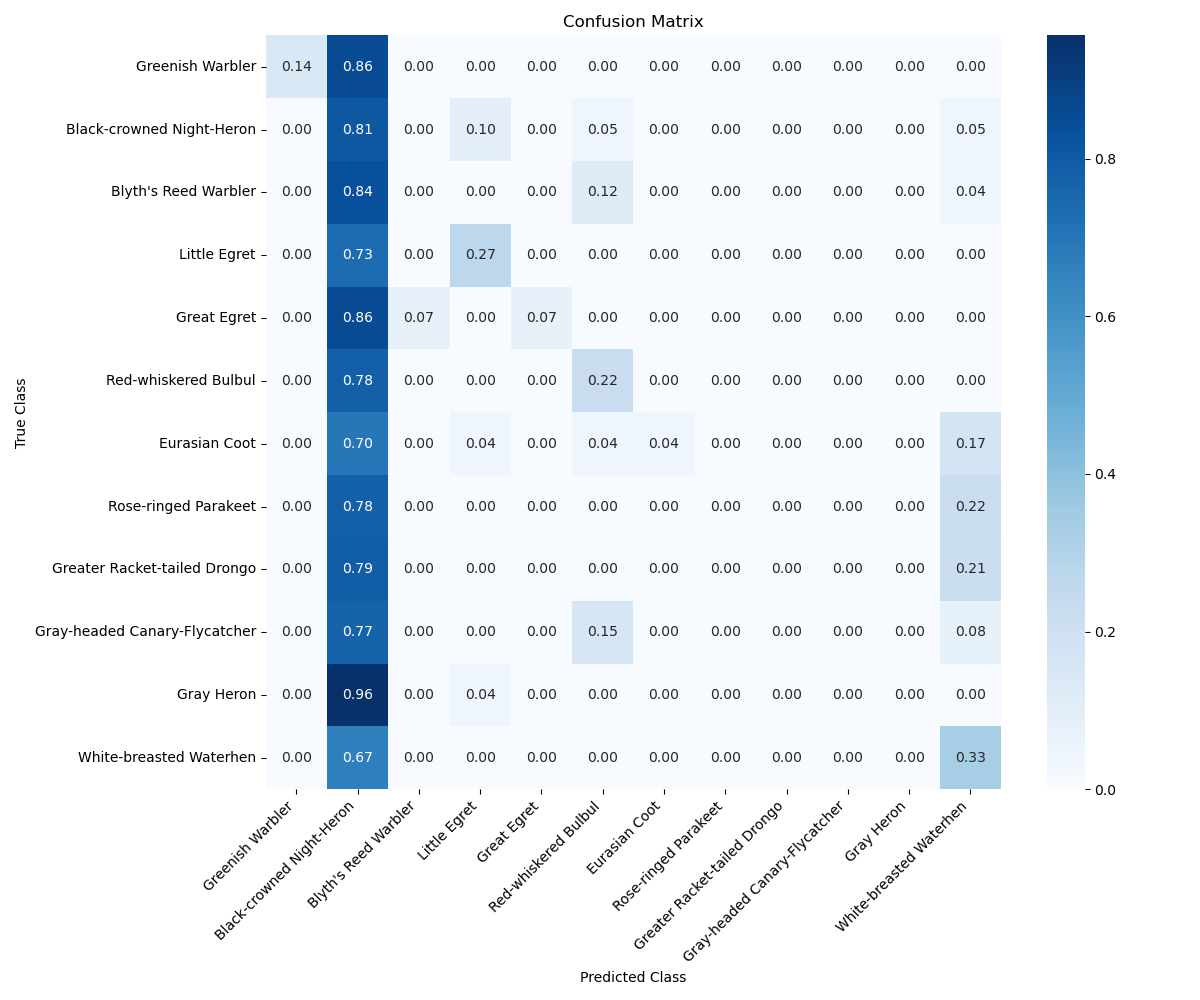 Confusion Matrix
Greenish Warbler 0.14 0.86 0.00 0.00 0.00 0.00 0.00 0.00 0.00 0.00 0.00 0.00
Black-crowned Night-Heron 0.00 0.81 0.00 0.10 0.00 0.05 0.00 0.00 0.00 0.00 0.00 0.05
Blyth's Reed Warbler 0.00 0.84 0.00 0.00 0.00 0.12 0.00 0.00 0.00 0.00 0.00 0.04
Little Egret 0.00 0.73 0.00 0.27 0.00 0.00 0.00 0.00 0.00 0.00 0.00 0.00
Great Egret 0.00 0.86 0.07 0.00 0.07 0.00 0.00 0.00 0.00 0.00 0.00 0.00
Red-whiskered Bulbul 0.00 0.78 0.00 0.00 0.00 0.22 0.00 0.00 0.00 0.00 0.00 0.00
Eurasian Coot 0.00 0.70 0.00 0.04 0.00 0.04 0.04 0.00 0.00 0.00 0.00 0.17
Rose-ringed Parakeet 0.00 0.78 0.00 0.00 0.00 0.00 0.00 0.00 0.00 0.00 0.00 0.22
Greater Racket-tailed Drongo 0.00 0.79 0.00 0.00 0.00 0.00 0.00 0.00 0.00 0.00 0.00 0.21
Gray-headed Canary-Flycatcher 0.00 0.77 0.00 0.00 0.00 0.15 0.00 0.00 0.00 0.00 0.00 0.08
Gray Heron 0.00 0.96 0.00 0.04 0.00 0.00 0.00 0.00 0.00 0.00 0.00 0.00
White-breasted Waterhen 0.00 0.67 0.00 0.00 0.00 0.00 0.00 0.00 0.00 0.00 0.00 0.33
True Class
Greenish Warbler
Black-crowned Night-Heron
Blyth's Reed Warbler
Little Egret
Great Egret
Red-whiskered Bulbul
Eurasian Coot
Rose-ringed Parakeet
Greater Racket-tailed Drongo
Gray-headed Canary-Flycatcher
Gray Heron
White-breasted Waterhen
Predicted Class
0.8
0.6
0.4
0.2
0.0